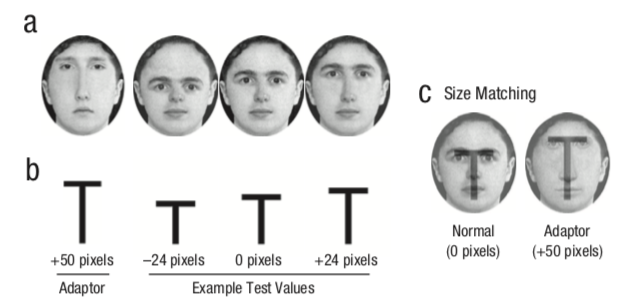 a
b
T T T T
+50 pixels −24 pixels 0 pixels +24 pixels
Adaptor Example Test Values
c Size Matching
T T
Normal Adaptor
(0 pixels) (+50 pixels)